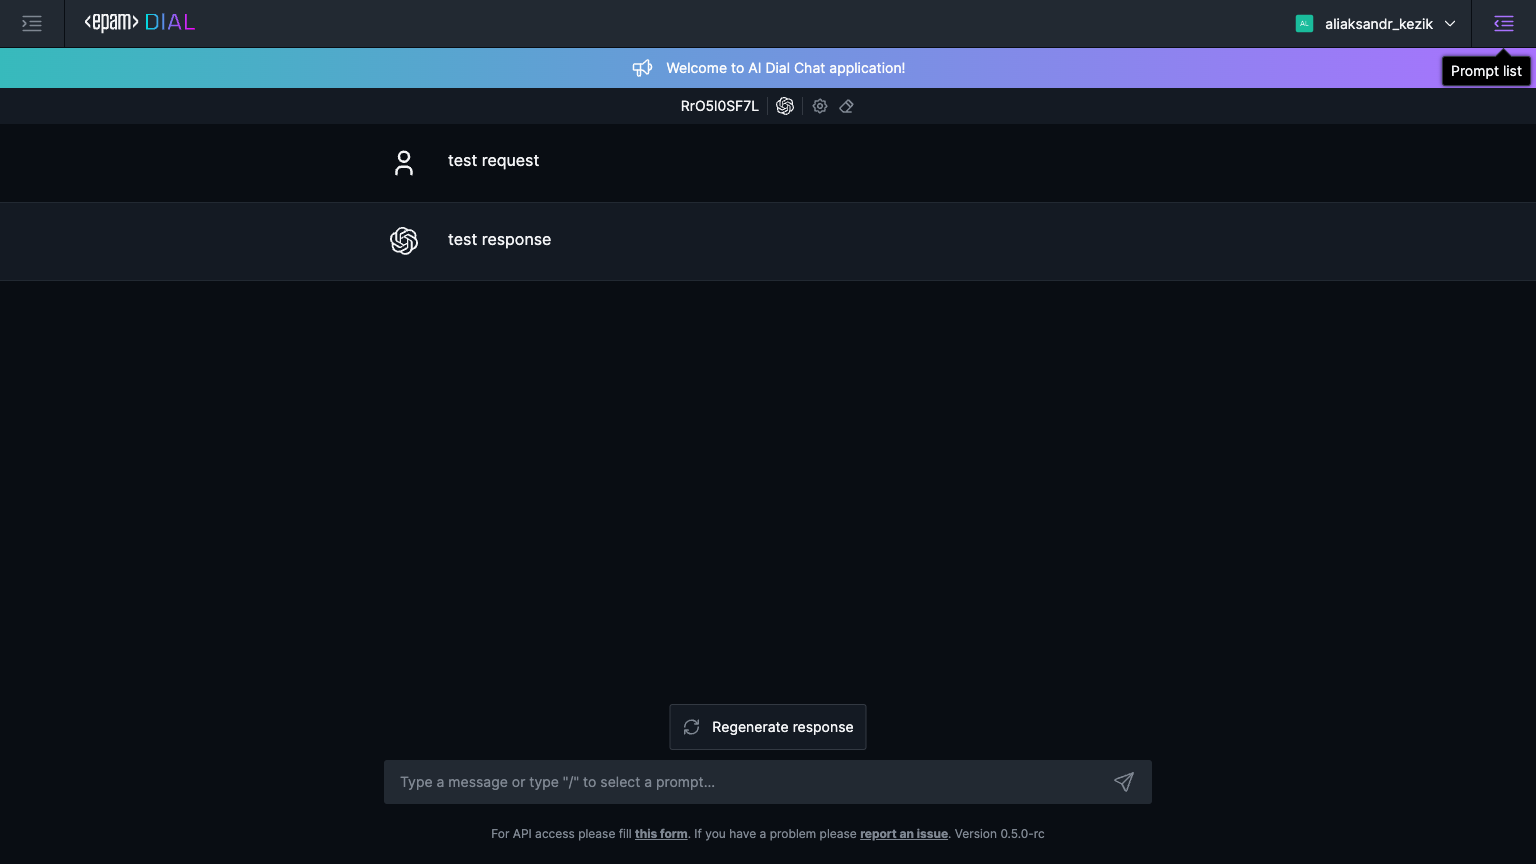 <epam> DIAL
AL aliaksandr_kezik
Welcome to AI Dial Chat application!
Prompt list
RrO5I0SF7L
test request
test response
Regenerate response
Type a message or type "/" to select a prompt...
For API access please fill this form. If you have a problem please report an issue. Version 0.5.0-rc